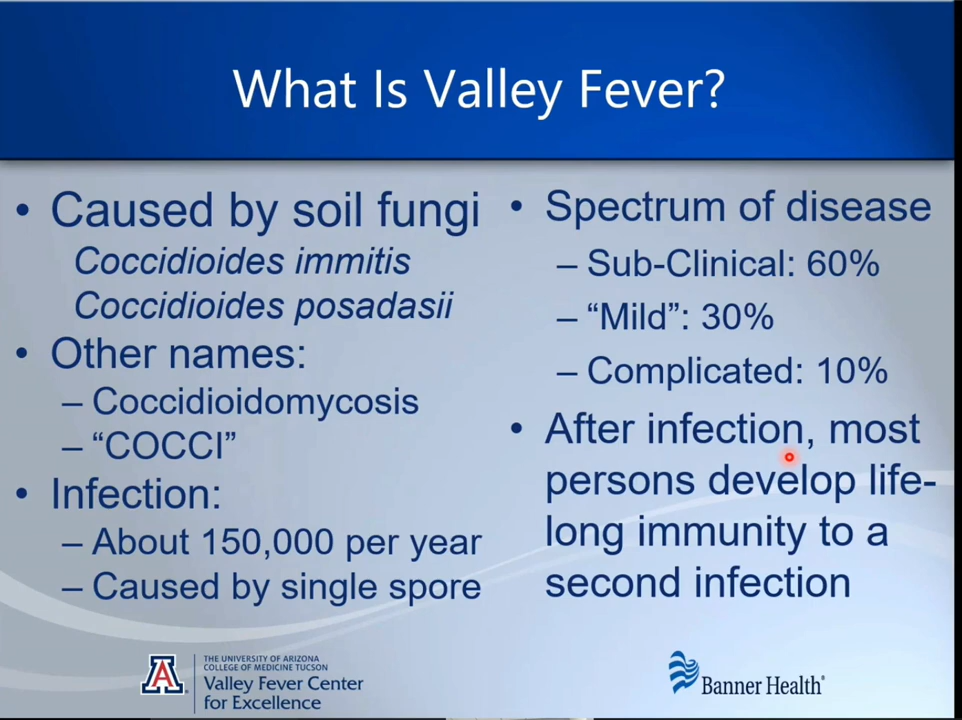 What Is Valley Fever?
• Caused by soil fungi
Coccidioides immitis
Coccidioides posadasii
• Other names:
– Coccidioidomycosis
– “COCCI”
• Infection:
– About 150,000 per year
– Caused by single spore
• Spectrum of disease
– Sub-Clinical: 60%
– “Mild”: 30%
– Complicated: 10%
• After infection, most
persons develop life-
long immunity to a
second infection
A
THE UNIVERSITY OF ARIZONA
COLLEGE OF MEDICINE TUCSON
Valley Fever Center
for Excellence
Banner Health®